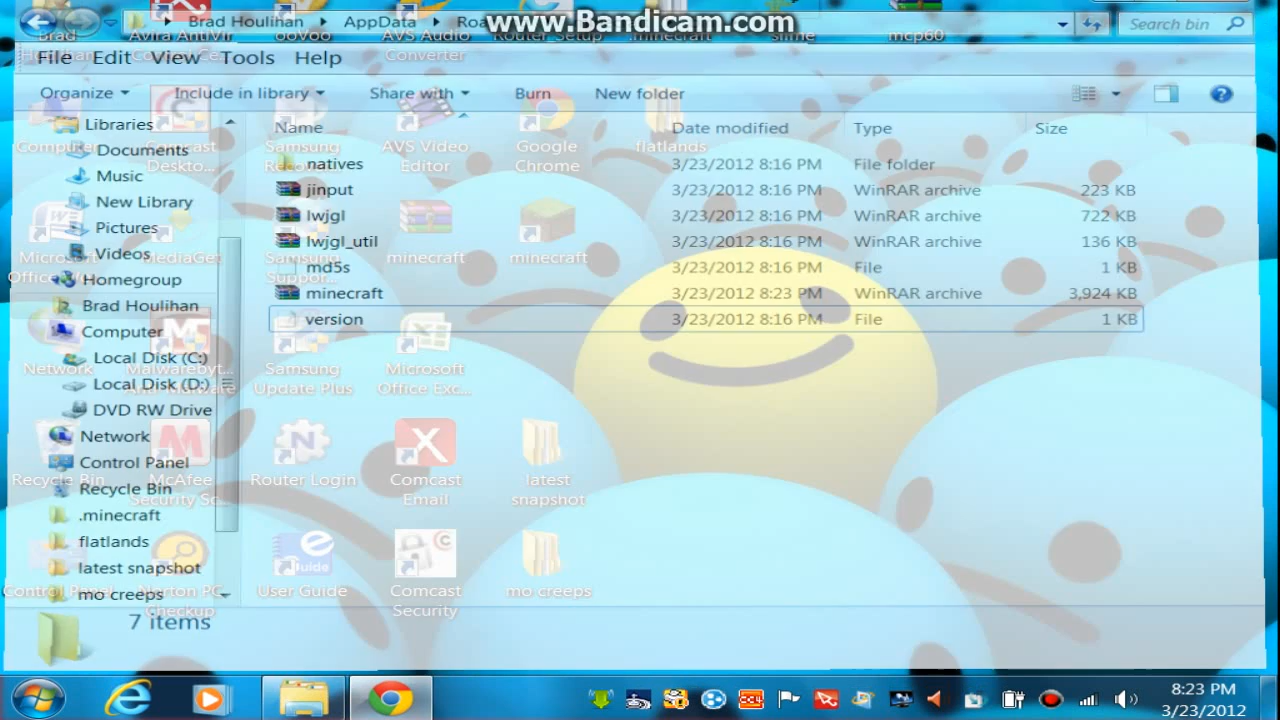 www.Bandicam.com
Brad Houlihan AppData Roa
Search bin
Brad
Avira AntiVir
ooVoo
AVS Audio
Converter
Router_Setup
.minecraft
slime
mcp60
File Edit View Tools Help
Organize Include in library Share with Burn New folder
Name Date modified Type Size
natives 3/23/2012 8:16 PM File folder
jinput 3/23/2012 8:16 PM WinRAR archive 223 KB
lwjgl 3/23/2012 8:16 PM WinRAR archive 722 KB
lwjgl_util 3/23/2012 8:16 PM WinRAR archive 136 KB
md5s 3/23/2012 8:16 PM File 1 KB
minecraft 3/23/2012 8:23 PM WinRAR archive 3,924 KB
version 3/23/2012 8:16 PM File 1 KB
Libraries
Documents
Music
New Library
Pictures
Videos
Homegroup
Brad Houlihan
Computer
Local Disk (C:)
Local Disk (D:)
DVD RW Drive
Network
Control Panel
Recycle Bin
.minecraft
flatlands
latest snapshot
mo creeps
7 items
Computer
Comcast
Deskto...
Samsung
AVS Video
Editor
Google
Chrome
flatlands
MediaGet
Samsung
Suppor...
minecraft
minecraft
Network
Malwareby...
Samsung
Update Plus
Microsoft
Office Exc...
Recycle Bin
McAfee
Security Sc...
Router Login
Comcast
Email
latest
snapshot
Control Panel
Norton PC
Checkup
User Guide
Comcast
Security
mo creeps
8:23 PM
3/23/2012